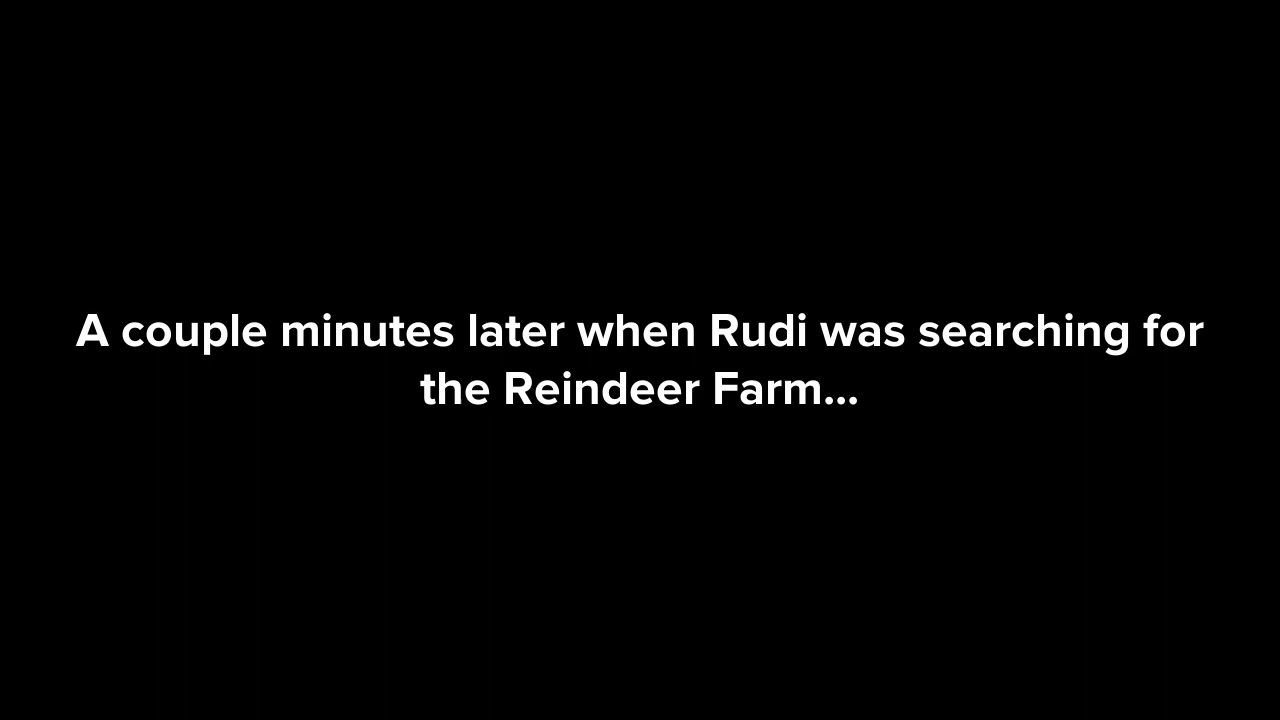 A couple minutes later when Rudi was searching for
the Reindeer Farm...